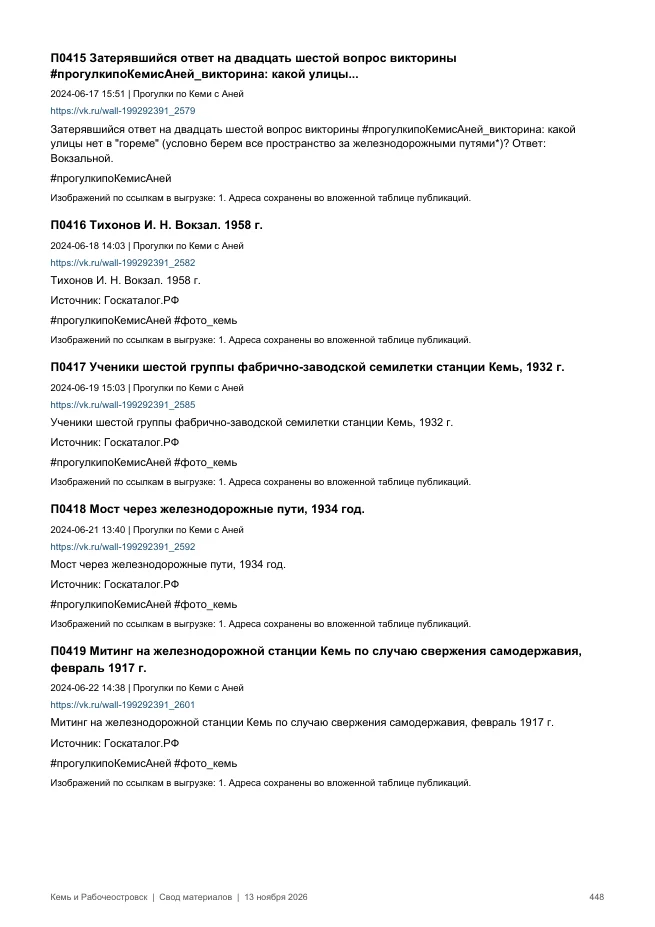 П0415 Затерявшийся ответ на двадцать шестой вопрос викторины
#прогулкипоКемисАней_викторина: какой улицы...
2024-06-17 15:51 | Прогулки по Кеми с Аней
https://vk.ru/wall-199292391_2579
Затерявшийся ответ на двадцать шестой вопрос викторины #прогулкипоКемисАней_викторина: какой
улицы нет в "гореме" (условно берем все пространство за железнодорожными путями*)? Ответ:
Вокзальной.
#прогулкипоКемисАней
Изображений по ссылкам в выгрузке: 1. Адреса сохранены во вложенной таблице публикаций.
П0416 Тихонов И. Н. Вокзал. 1958 г.
2024-06-18 14:03 | Прогулки по Кеми с Аней
https://vk.ru/wall-199292391_2582
Тихонов И. Н. Вокзал. 1958 г.
Источник: Госкаталог.РФ
#прогулкипоКемисАней #фото_кемь
Изображений по ссылкам в выгрузке: 1. Адреса сохранены во вложенной таблице публикаций.
П0417 Ученики шестой группы фабрично-заводской семилетки станции Кемь, 1932 г.
2024-06-19 15:03 | Прогулки по Кеми с Аней
https://vk.ru/wall-199292391_2585
Ученики шестой группы фабрично-заводской семилетки станции Кемь, 1932 г.
Источник: Госкаталог.РФ
#прогулкипоКемисАней #фото_кемь
Изображений по ссылкам в выгрузке: 1. Адреса сохранены во вложенной таблице публикаций.
П0418 Мост через железнодорожные пути, 1934 год.
2024-06-21 13:40 | Прогулки по Кеми с Аней
https://vk.ru/wall-199292391_2592
Мост через железнодорожные пути, 1934 год.
Источник: Госкаталог.РФ
#прогулкипоКемисАней #фото_кемь
Изображений по ссылкам в выгрузке: 1. Адреса сохранены во вложенной таблице публикаций.
П0419 Митинг на железнодорожной станции Кемь по случаю свержения самодержавия,
февраль 1917 г.
2024-06-22 14:38 | Прогулки по Кеми с Аней
https://vk.ru/wall-199292391_2601
Митинг на железнодорожной станции Кемь по случаю свержения самодержавия, февраль 1917 г.
Источник: Госкаталог.РФ
#прогулкипоКемисАней #фото_кемь
Изображений по ссылкам в выгрузке: 1. Адреса сохранены во вложенной таблице публикаций.
Кемь и Рабочеостровск | Свод материалов | 13 ноября 2026 448